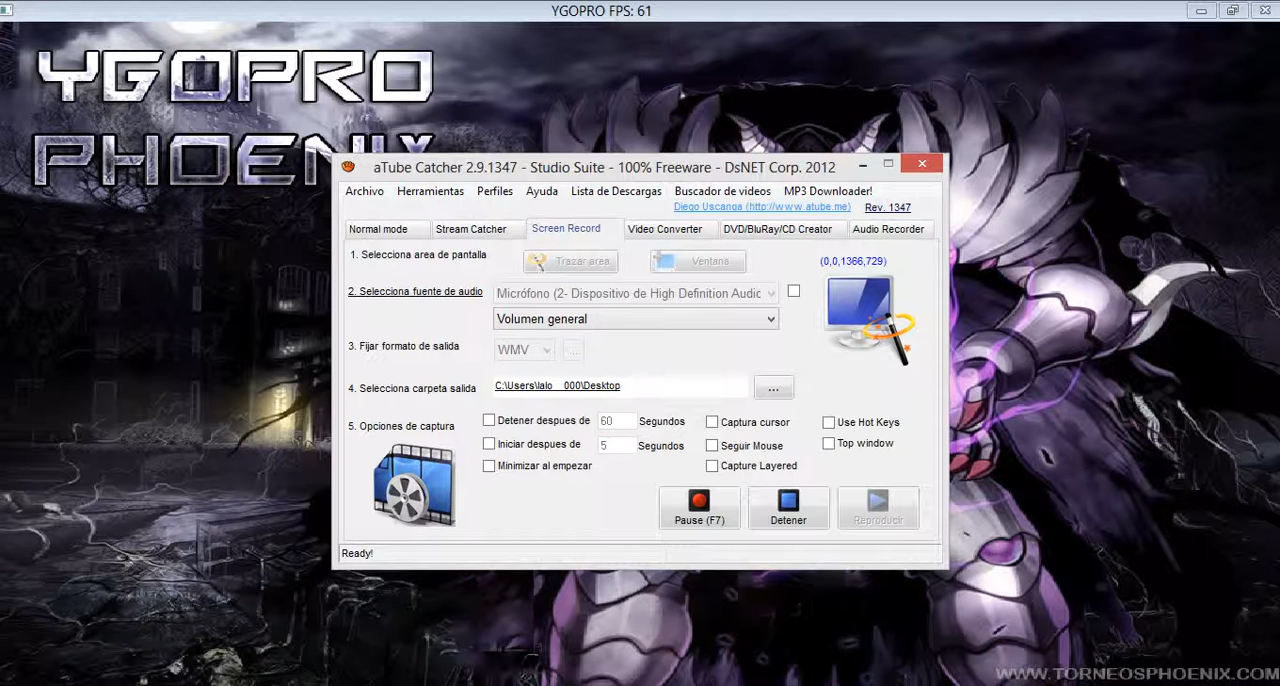 YGOPRO FPS: 61
YGOPRO
PHOENIX
aTube Catcher 2.9.1347 - Studio Suite - 100% Freeware - DsNET Corp. 2012
Archivo Herramientas Perfiles Ayuda Lista de Descargas Buscador de videos MP3 Downloader!
Diego Uscanga (http://www.atube.me) Rev. 1347
Normal mode Stream Catcher Screen Record Video Converter DVD/BluRay/CD Creator Audio Recorder
1. Selecciona area de pantalla Trazar area Ventana (0,0,1366,729)
2. Selecciona fuente de audio Micrófono (2- Dispositivo de High Definition Audio
Volumen general
3. Fijar formato de salida WMV ...
4. Selecciona carpeta salida C:\Users\lalo__000\Desktop ...
5. Opciones de captura Detener despues de 60 Segundos Captura cursor Use Hot Keys
Iniciar despues de 5 Segundos Seguir Mouse Top window
Minimizar al empezar Capture Layered
Pause (F7) Detener Reproducir
Ready!
WWW.TORNEOSPHOENIX.COM